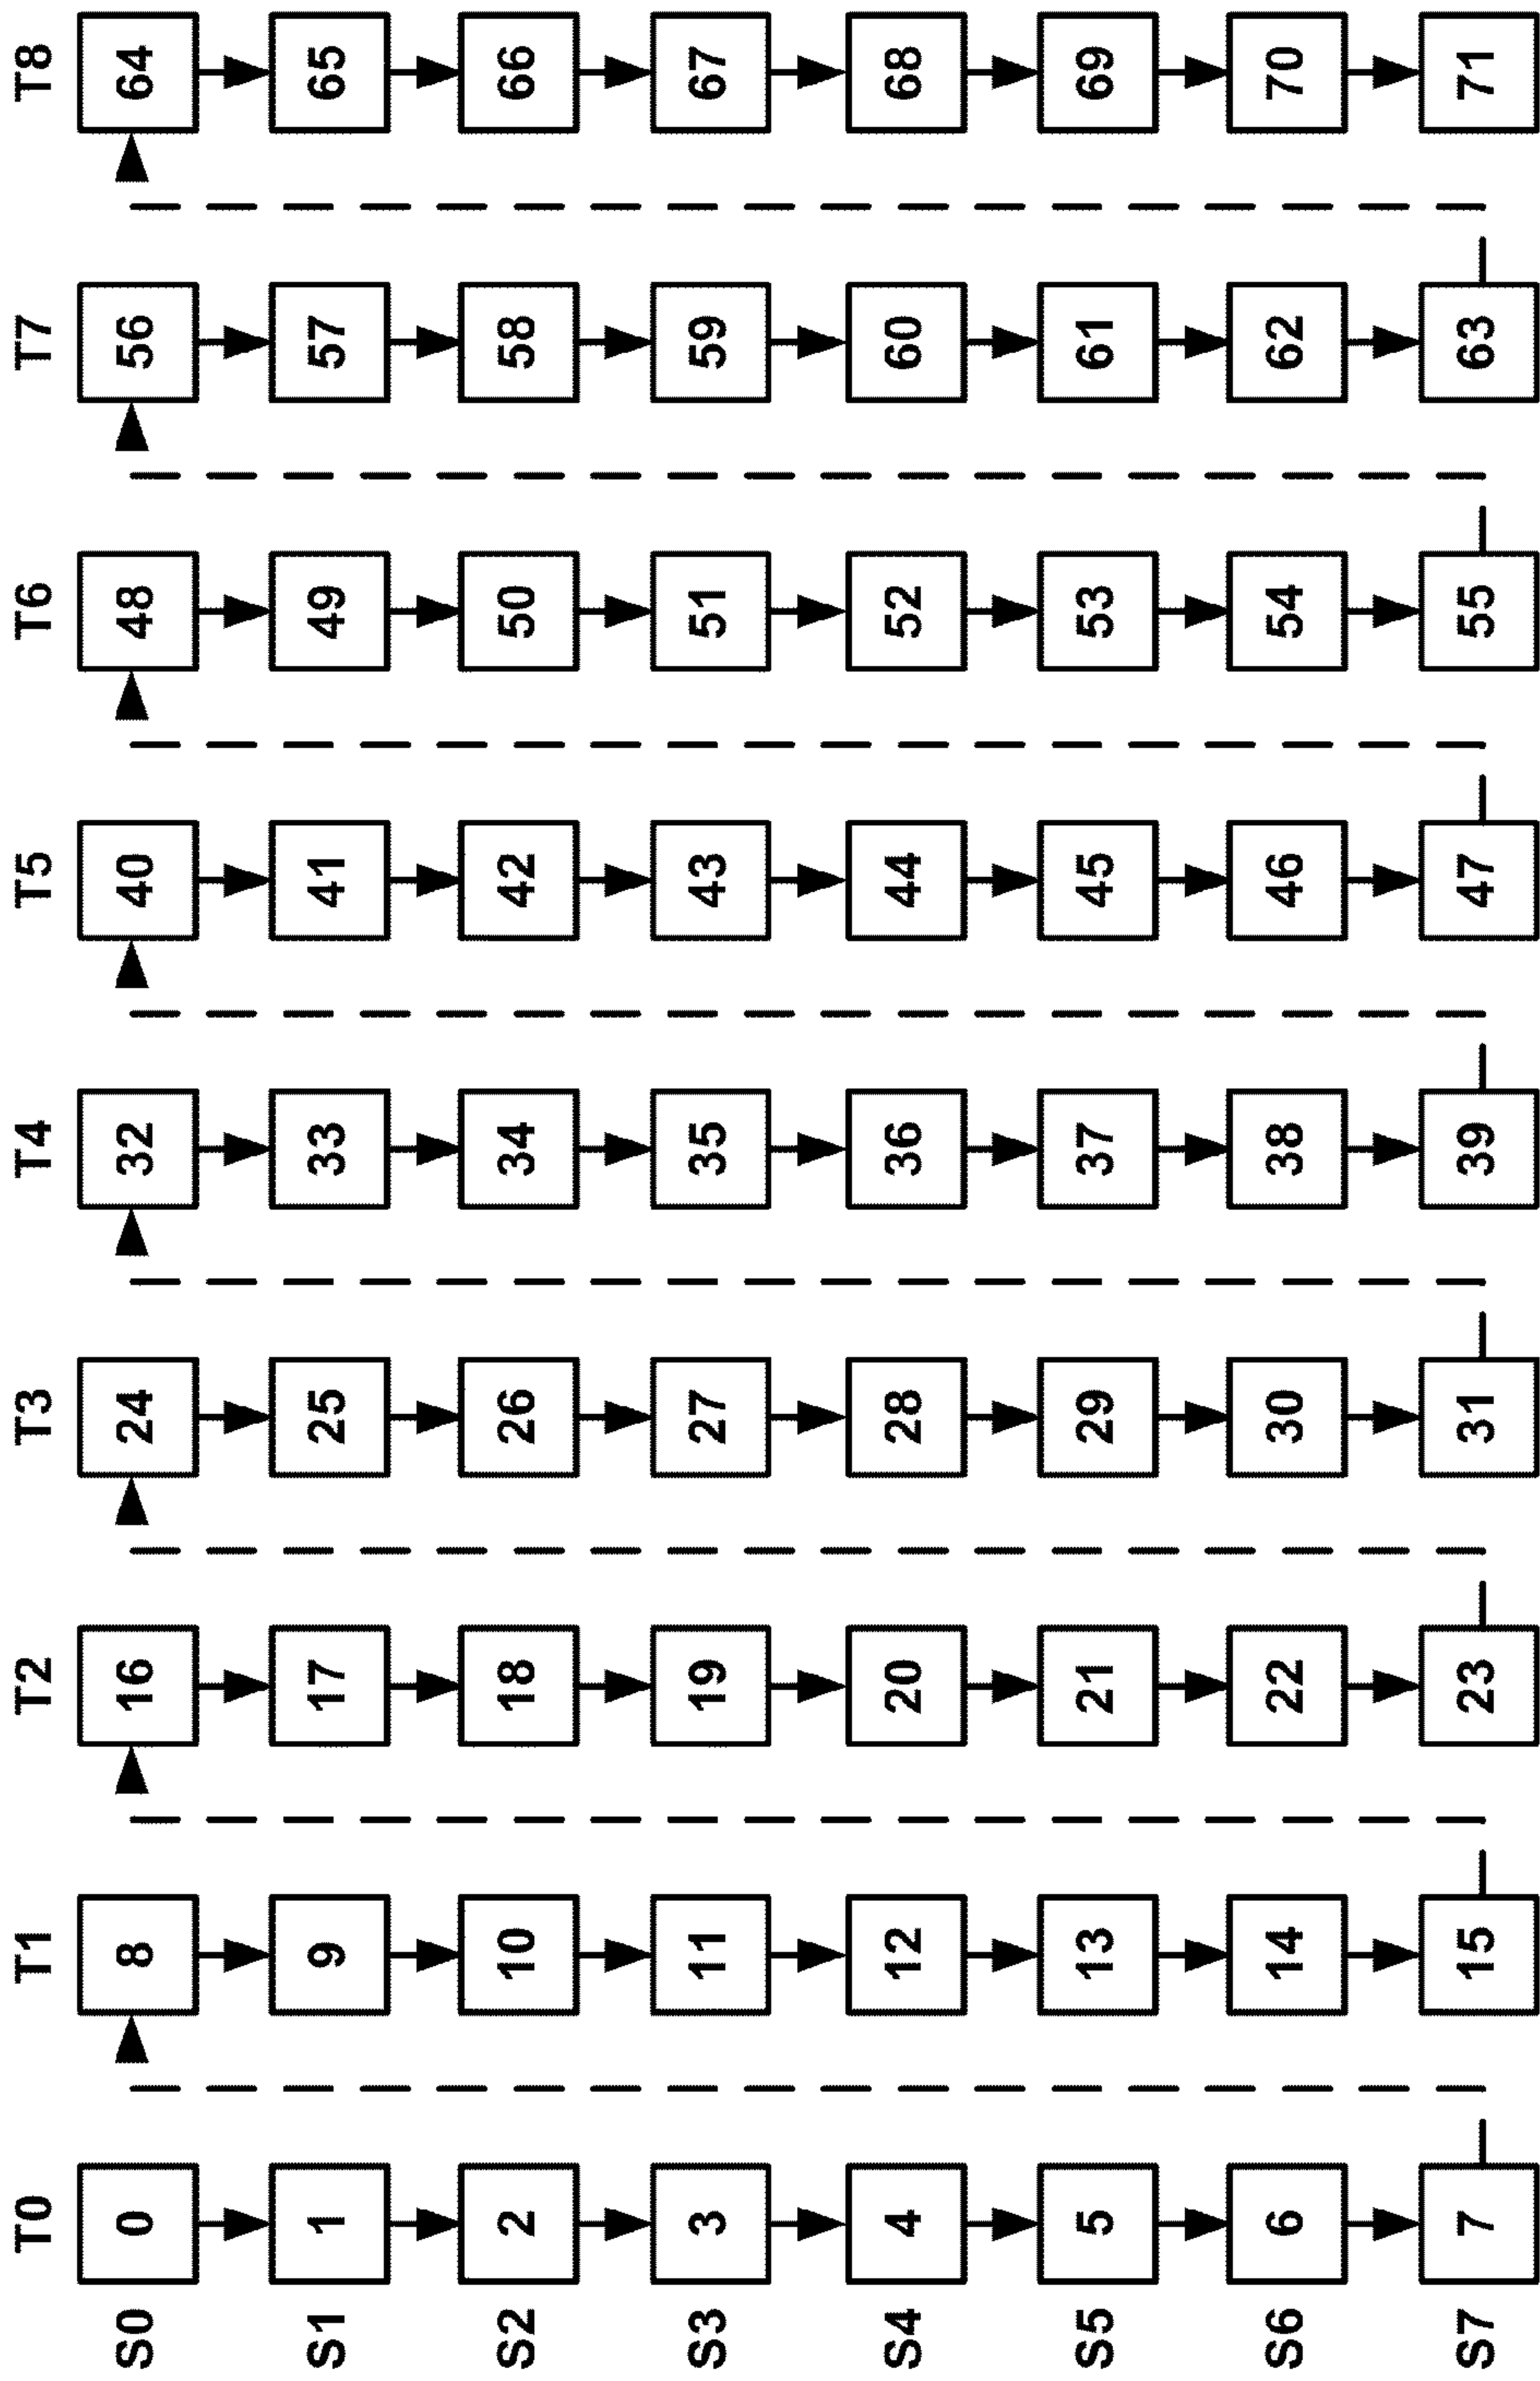 T0 T1 T2 T3 T4 T5 T6 T7 T8
S0 0 8 16 24 32 40 48 56 64
S1 1 9 17 25 33 41 49 57 65
S2 2 10 18 26 34 42 50 58 66
S3 3 11 19 27 35 43 51 59 67
S4 4 12 20 28 36 44 52 60 68
S5 5 13 21 29 37 45 53 61 69
S6 6 14 22 30 38 46 54 62 70
S7 7 15 23 31 39 47 55 63 71